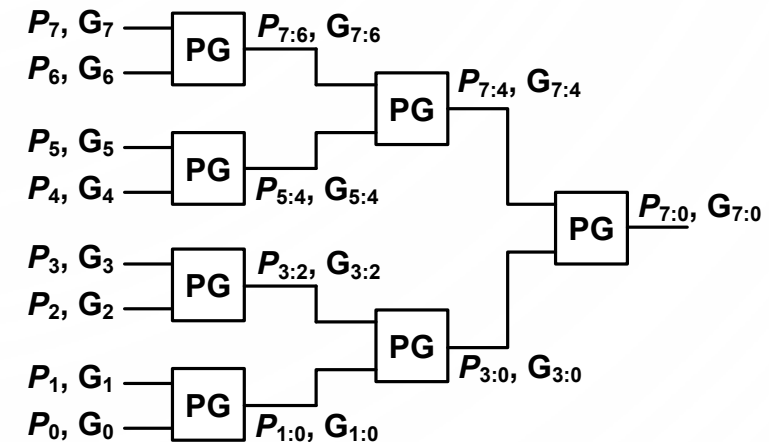 P7, G7
P6, G6
PG
P7:6, G7:6
P5, G5
P4, G4
PG
P5:4, G5:4
PG
P7:4, G7:4
P3, G3
P2, G2
PG
P3:2, G3:2
P1, G1
P0, G0
PG
P1:0, G1:0
PG
P3:0, G3:0
PG
P7:0, G7:0